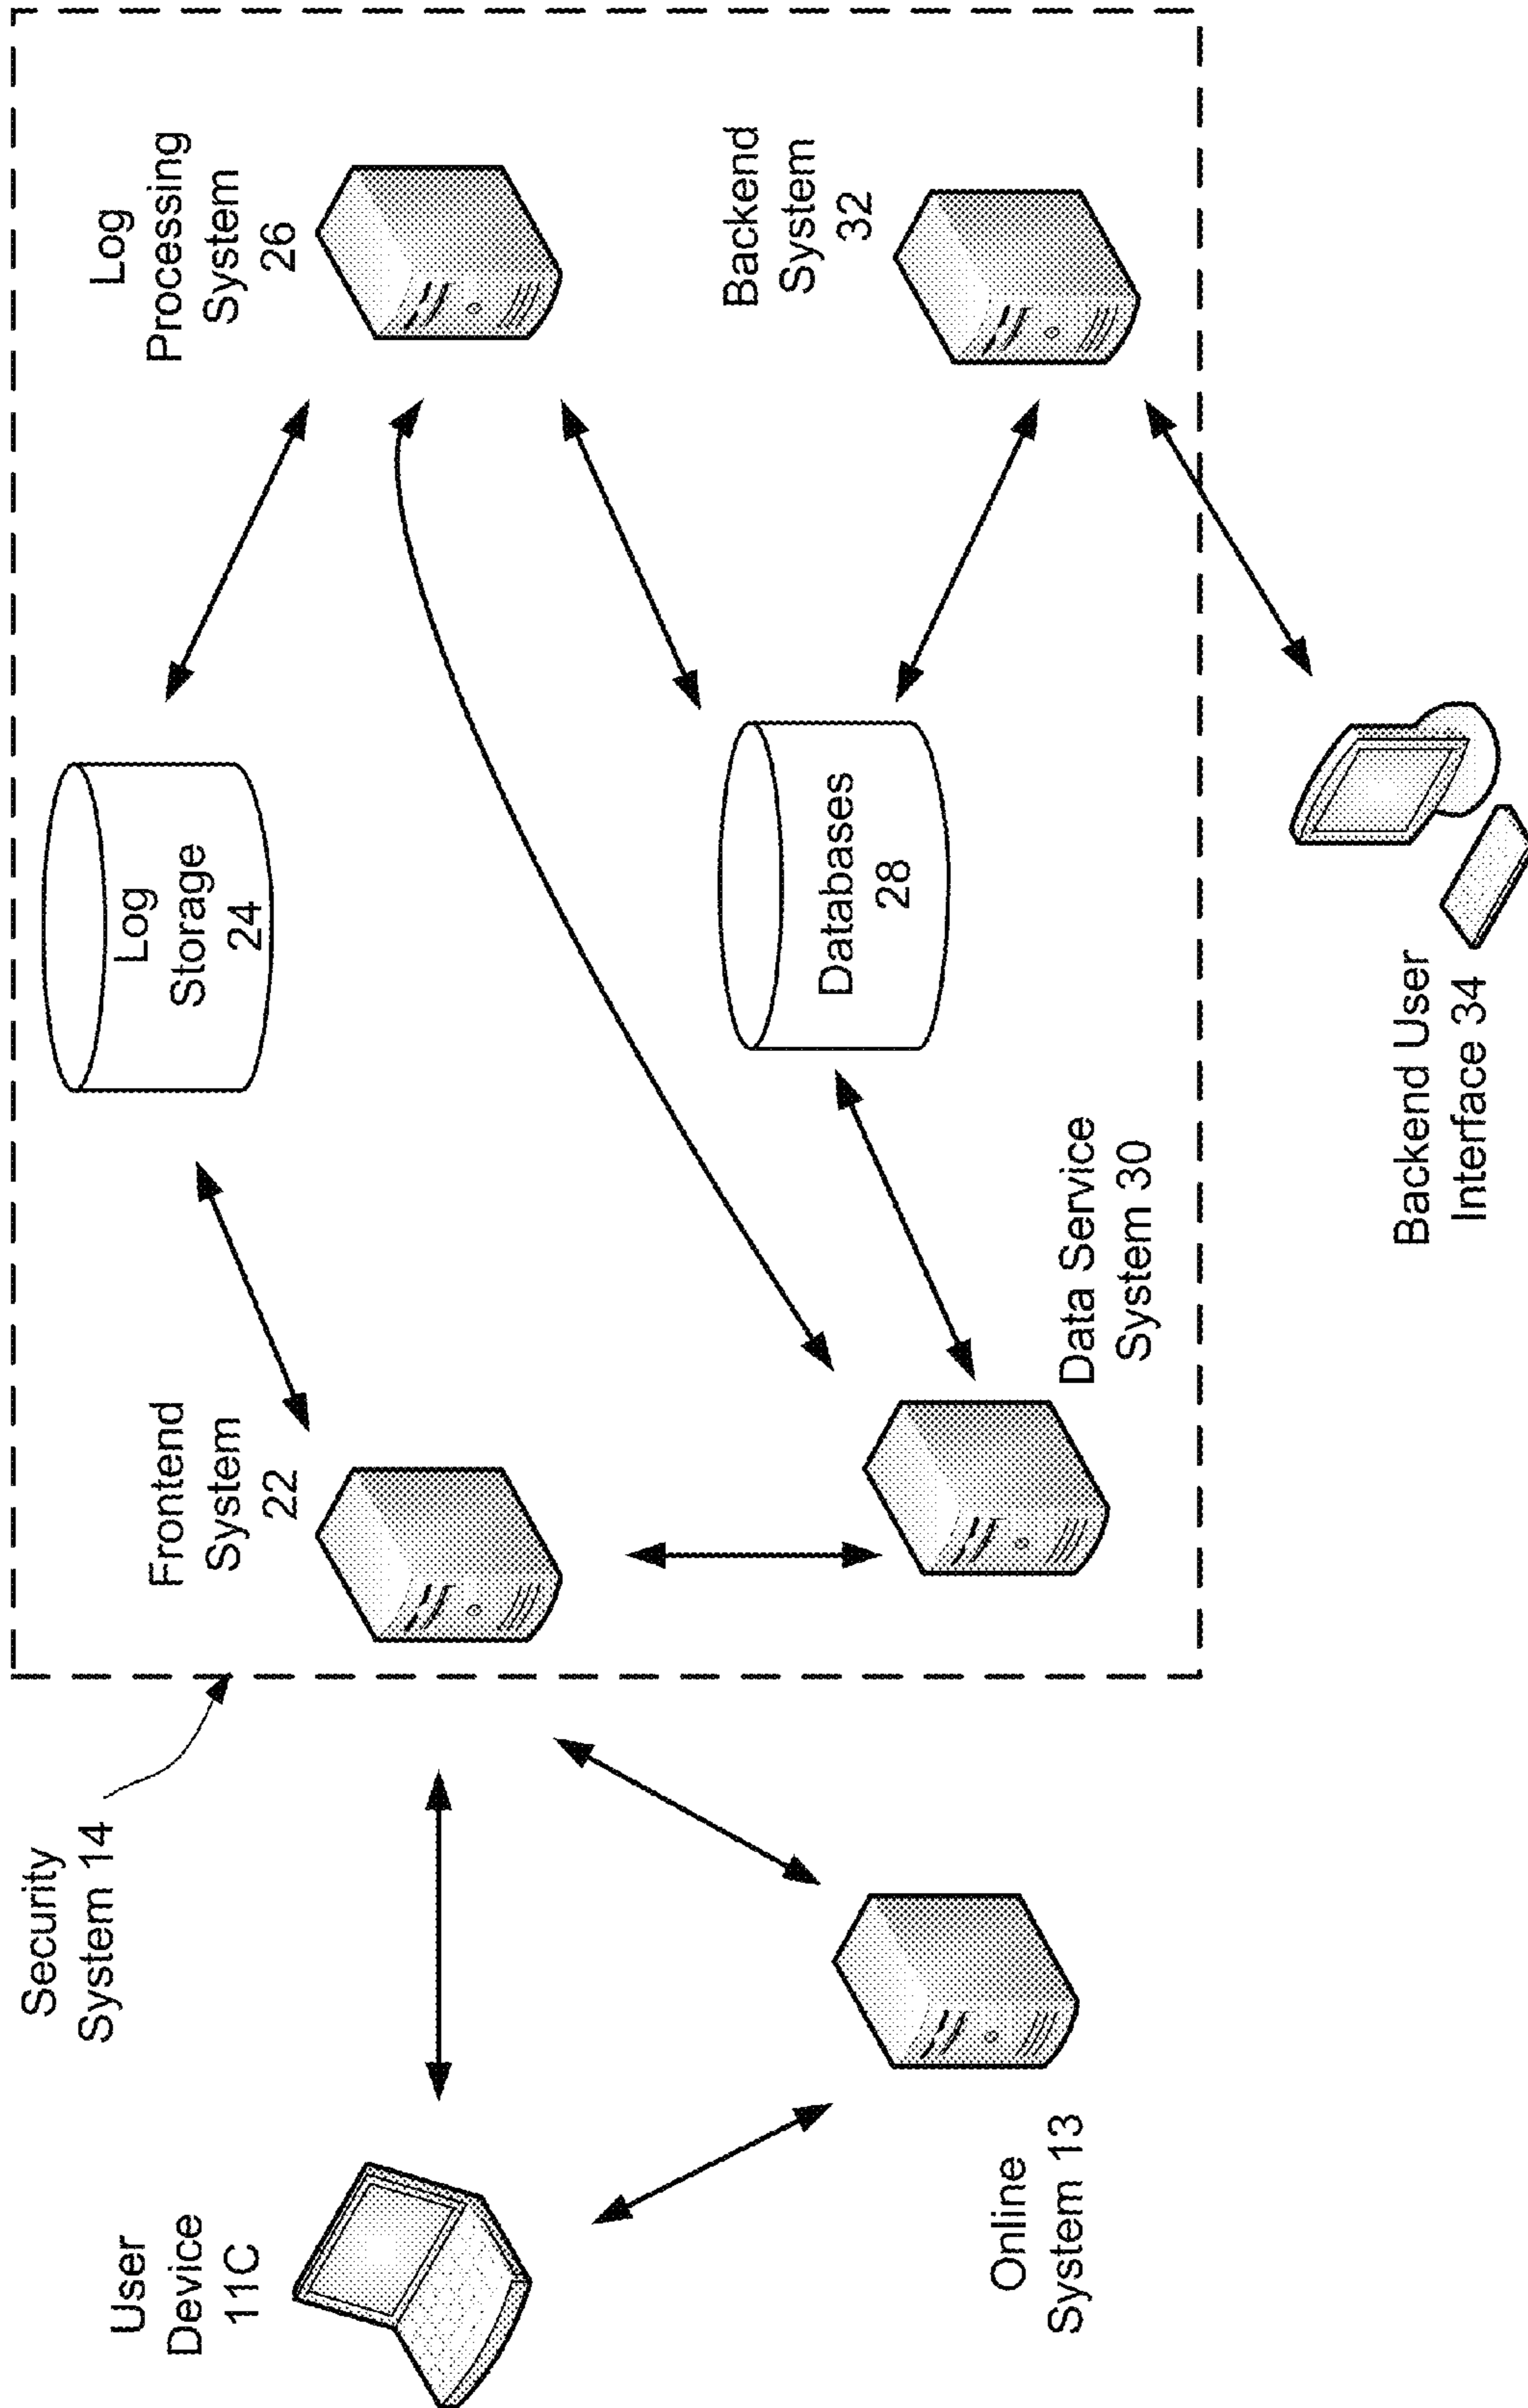 Security
System 14
User
Device
11C
Online
System 13
Frontend
System
22
Data Service
System 30
Log
Storage
24
Databases
28
Log
Processing
System
26
Backend
System
32
Backend User
Interface 34